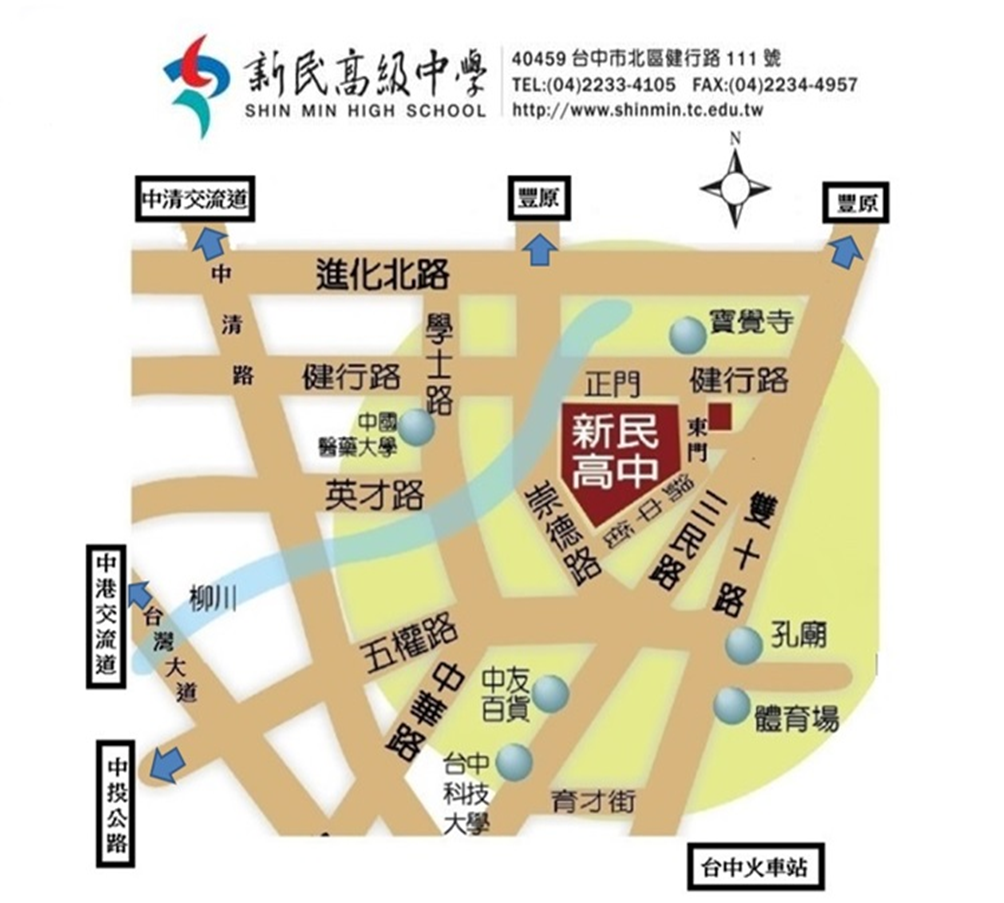 新民高級中學
SHIN MIN HIGH SCHOOL
40459 台中市北區健行路 111 號
TEL:(04)2233-4105 FAX:(04)2234-4957
http://www.shinmin.tc.edu.tw
N
中清交流道
豐原
豐原
進化北路
中清路
學士路
寶覺寺
健行路
正門
健行路
中國
醫藥大學
新民
高中
東門
英才路
崇德路
錦中街
三民路
雙十路
中港交流道
柳川
台灣大道
五權路
孔廟
中華路
中友
百貨
體育場
中投公路
台中
科技
大學
育才街
台中火車站